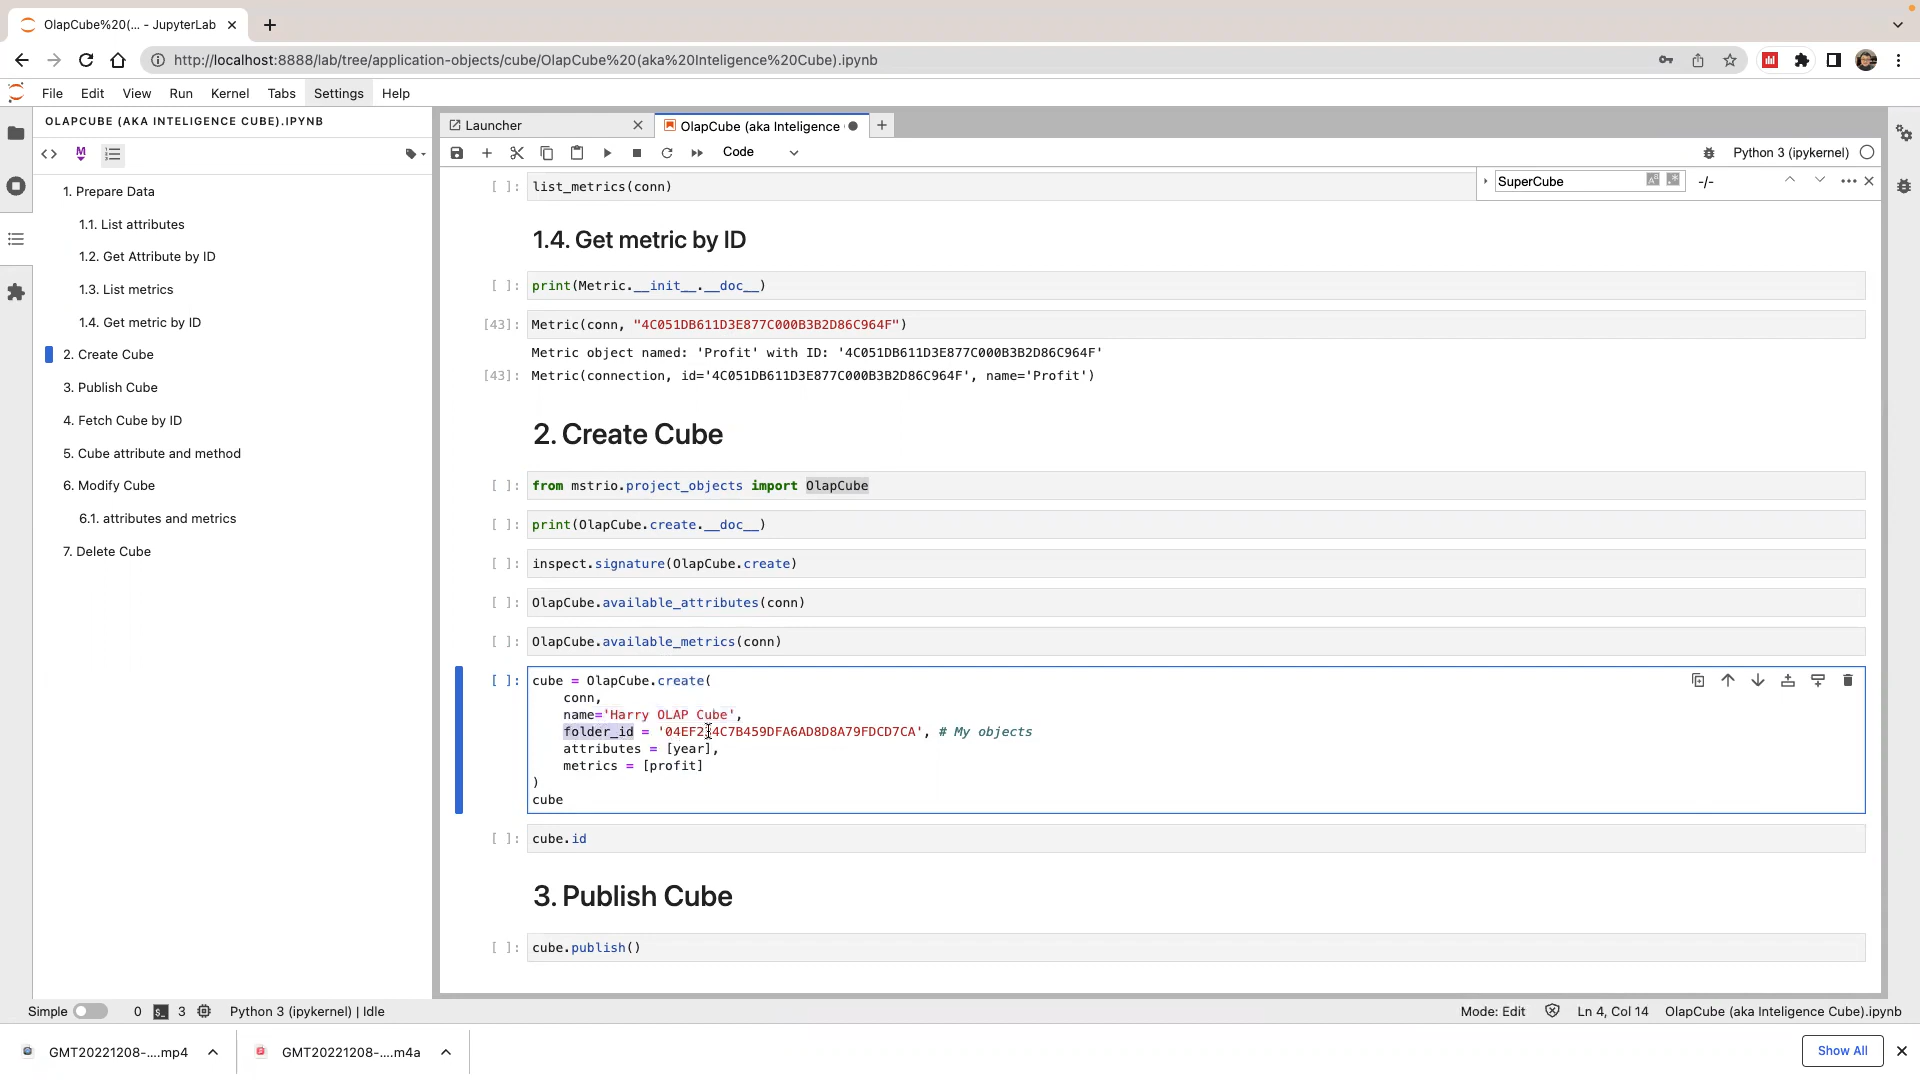 OlapCube%20(... - JupyterLab
http://localhost:8888/lab/tree/application-objects/cube/OlapCube%20(aka%20Inteligence%20Cube).ipynb
File Edit View Run Kernel Tabs Settings Help
OLAPCUBE (AKA INTELIGENCE CUBE).IPYNB
1. Prepare Data
1.1. List attributes
1.2. Get Attribute by ID
1.3. List metrics
1.4. Get metric by ID
2. Create Cube
3. Publish Cube
4. Fetch Cube by ID
5. Cube attribute and method
6. Modify Cube
6.1. attributes and metrics
7. Delete Cube
Launcher
OlapCube (aka Inteligence
Code
Python 3 (ipykernel)
SuperCube
-/-
[ ]: list_metrics(conn)
1.4. Get metric by ID
[ ]: print(Metric.__init__.__doc__)
[43]: Metric(conn, "4C051DB611D3E877C000B3B2D86C964F")
Metric object named: 'Profit' with ID: '4C051DB611D3E877C000B3B2D86C964F'
[43]: Metric(connection, id='4C051DB611D3E877C000B3B2D86C964F', name='Profit')
2. Create Cube
[ ]: from mstrio.project_objects import OlapCube
[ ]: print(OlapCube.create.__doc__)
[ ]: inspect.signature(OlapCube.create)
[ ]: OlapCube.available_attributes(conn)
[ ]: OlapCube.available_metrics(conn)
[ ]: cube = OlapCube.create(
conn,
name='Harry OLAP Cube',
folder_id = , # My objects
attributes = [year],
metrics = [profit]
)
cube
[ ]: cube.id
3. Publish Cube
[ ]: cube.publish()
Simple 0 3 Python 3 (ipykernel) | Idle
Mode: Edit Ln 4, Col 14 OlapCube (aka Inteligence Cube).ipynb
GMT20221208-....mp4
GMT20221208-....m4a
Show All